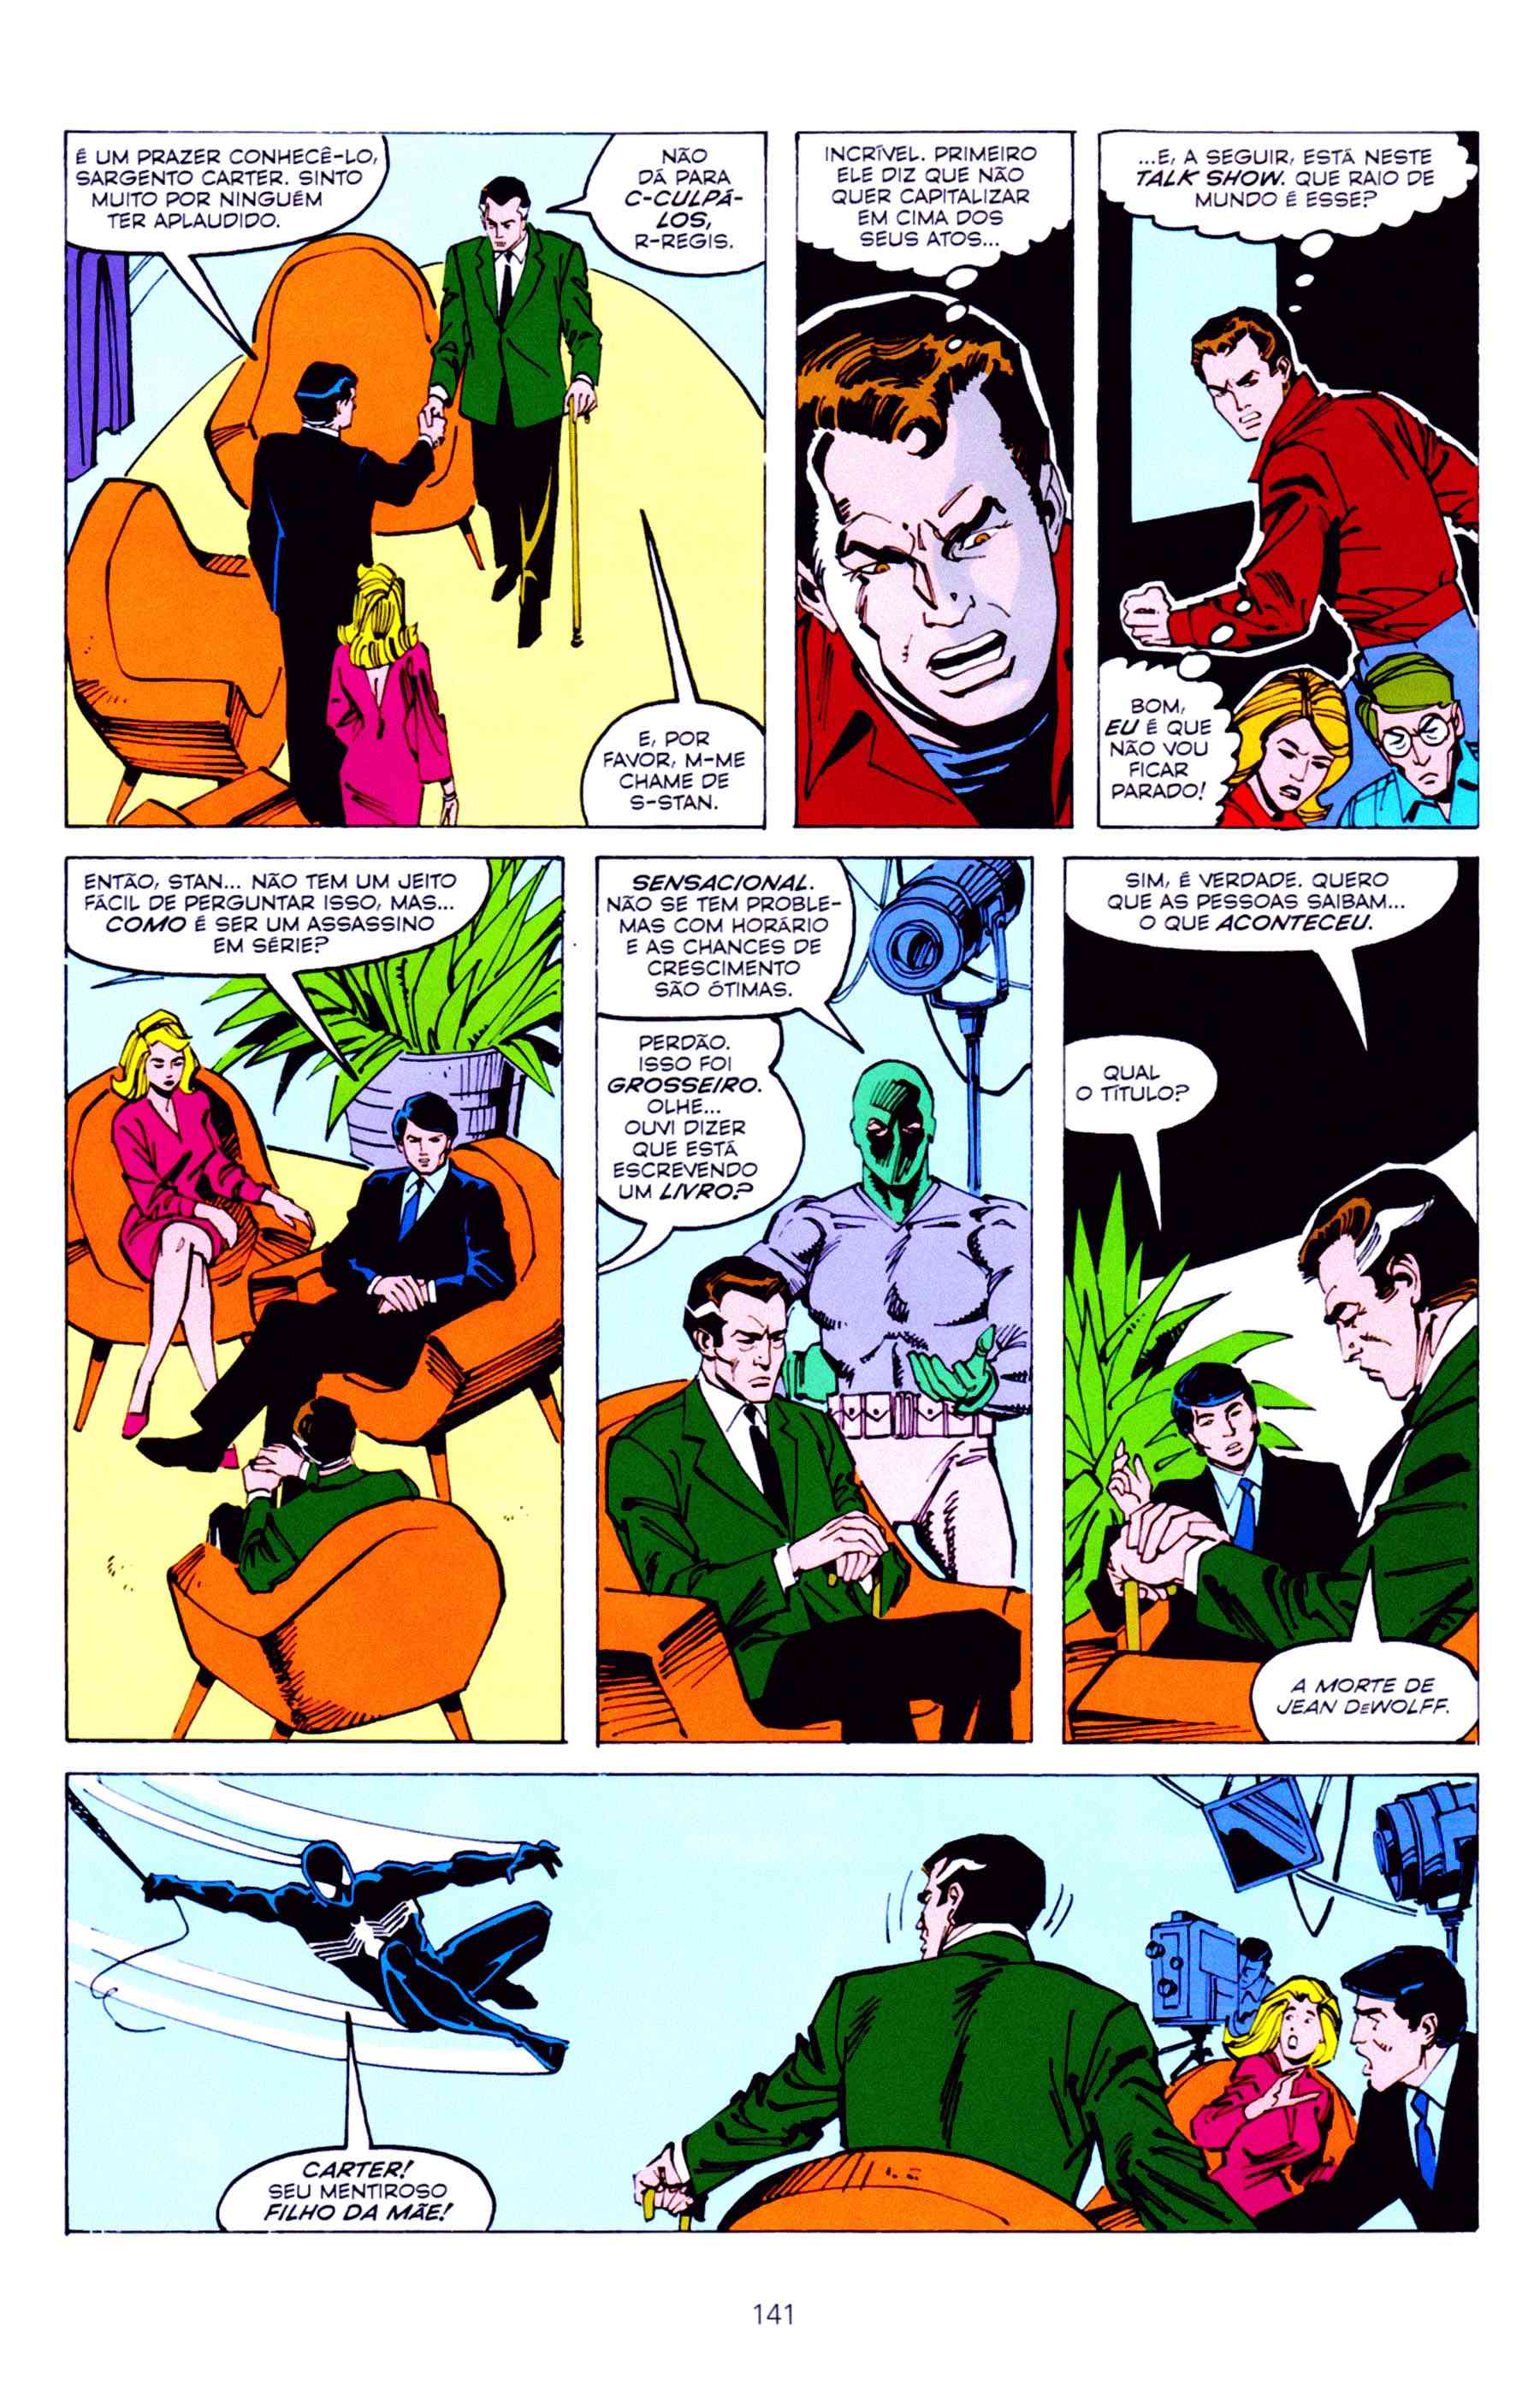 É UM PRAZER CONHECÊ-LO,
SARGENTO CARTER. SINTO
MUITO POR NINGUÉM
TER APLAUDIDO.
NÃO
DÁ PARA
C-CULPÁ-
LOS,
R-REGIS.
E, POR
FAVOR, M-ME
CHAME DE
S-STAN.
INCRÍVEL. PRIMEIRO
ELE DIZ QUE NÃO
QUER CAPITALIZAR
EM CIMA DOS
SEUS ATOS...
...E, A SEGUIR, ESTÁ NESTE
TALK SHOW. QUE RAIO DE
MUNDO É ESSE?
BOM,
EU É QUE
NÃO VOU
FICAR
PARADO!
ENTÃO, STAN... NÃO TEM UM JEITO
FÁCIL DE PERGUNTAR ISSO, MAS...
COMO É SER UM ASSASSINO
EM SÉRIE?
SENSACIONAL.
NÃO SE TEM PROBLE-
MAS COM HORÁRIO
E AS CHANCES DE
CRESCIMENTO
SÃO ÓTIMAS.
PERDÃO.
ISSO FOI
GROSSEIRO.
OLHE...
OUVI DIZER
QUE ESTÁ
ESCREVENDO
UM LIVRO?
SIM, É VERDADE. QUERO
QUE AS PESSOAS SAIBAM...
O QUE ACONTECEU.
QUAL
O TÍTULO?
A MORTE DE
JEAN DeWOLFF.
CARTER!
SEU MENTIROSO
FILHO DA MÃE!
141